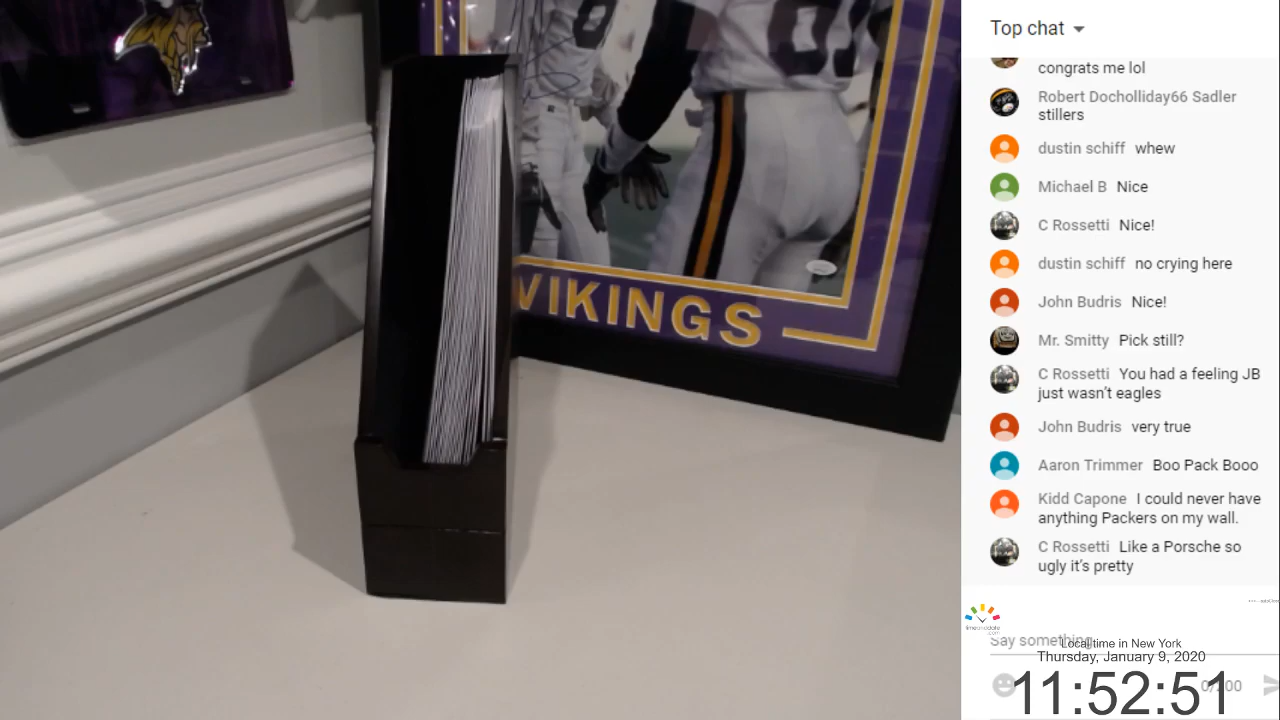 VIKINGS
Top chat
congrats me lol
Robert Docholliday66 Sadler
stillers
dustin schiff whew
Michael B Nice
C Rossetti Nice!
dustin schiff no crying here
John Budris Nice!
Mr. Smitty Pick still?
C Rossetti You had a feeling JB
just wasn't eagles
John Budris very true
Aaron Trimmer Boo Pack Booo
Kidd Capone I could never have
anything Packers on my wall.
C Rossetti Like a Porsche so
ugly it's pretty
Say something...
Local time in New York
Thursday, January 9, 2020
0/200
11:52:51